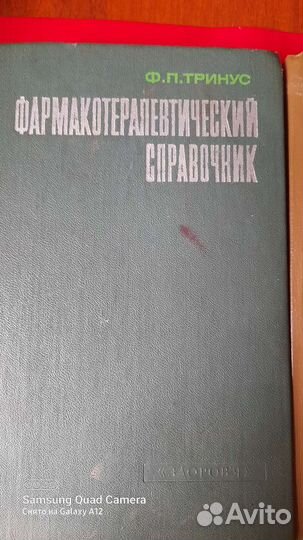 Ф.П.ТРИНУС
ФАРМАКОТЕРАПЕВТИЧЕСКИЙ
СПРАВОЧНИК
«ЗДОРОВ'Я»
Samsung Quad Camera
Снято на Galaxy A12
Avito